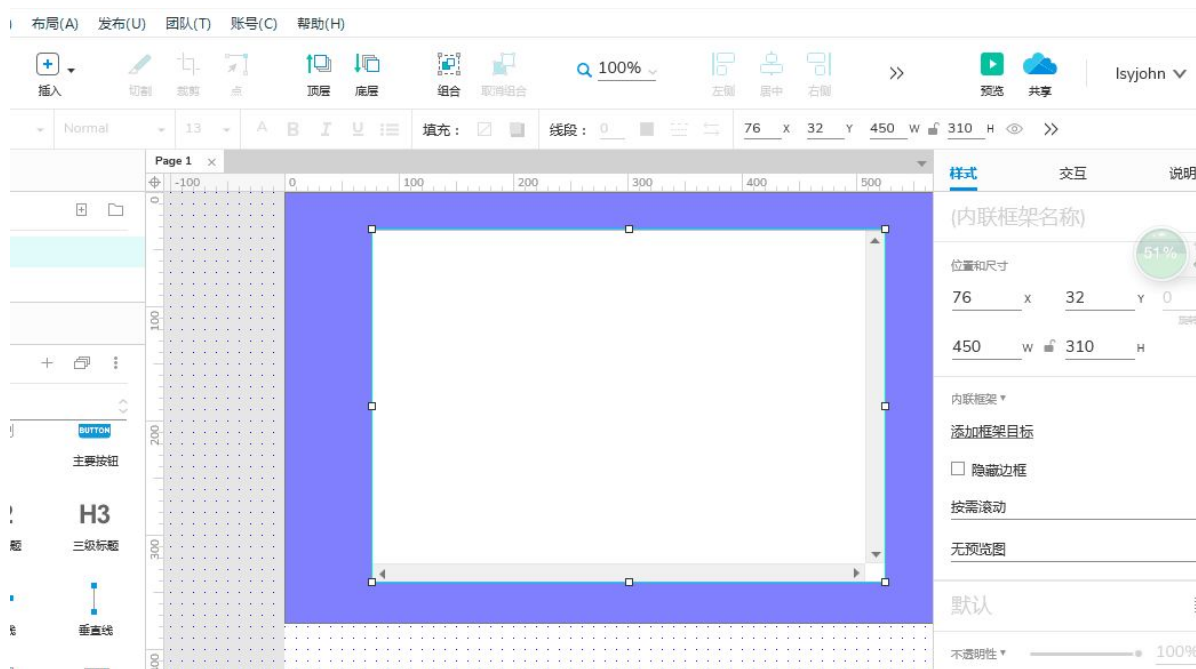 布局(A) 发布(U) 团队(T) 账号(C) 帮助(H)
100%
lsyjohn
插入 切割 裁剪 点 顶层 底层 组合 取消组合 左侧 居中 右侧 预览 共享
Normal 13 A B I U 填充： 线段： 0 76 X 32 Y 450 W 310 H
Page 1
样式 交互 说明
-100 0 100 200 300 400 500
0
(内联框架名称)
51%
位置和尺寸
76 X 32 Y 0
100
450 W 310 H
内联框架
BUTTON
200
添加框架目标
主要按钮
隐藏边框
H3
按需滚动
三级标题
300
无预览图
默认
垂直线
不透明性 100%